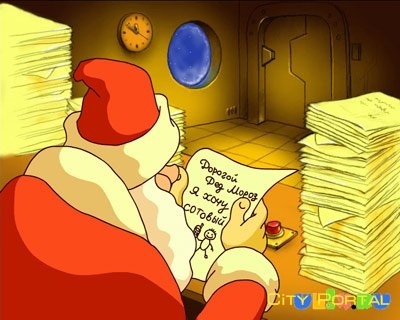 Дорогой
Дед Мороз
Я хочу
сотовый
City Portal